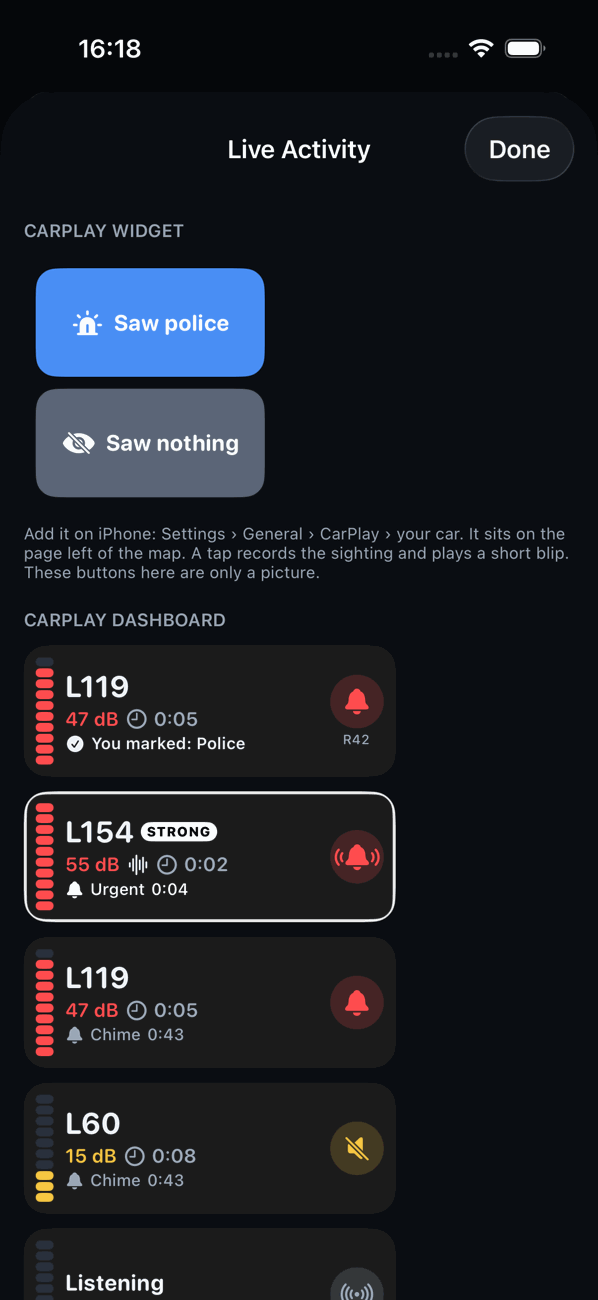 16:18
Live Activity
Done
CARPLAY WIDGET
Saw police
Saw nothing
Add it on iPhone: Settings › General › CarPlay › your car. It sits on the
page left of the map. A tap records the sighting and plays a short blip.
These buttons here are only a picture.
CARPLAY DASHBOARD
L119
47 dB 0:05
You marked: Police
R42
L154 STRONG
55 dB 0:02
Urgent 0:04
L119
47 dB 0:05
Chime 0:43
L60
15 dB 0:08
Chime 0:43
Listening